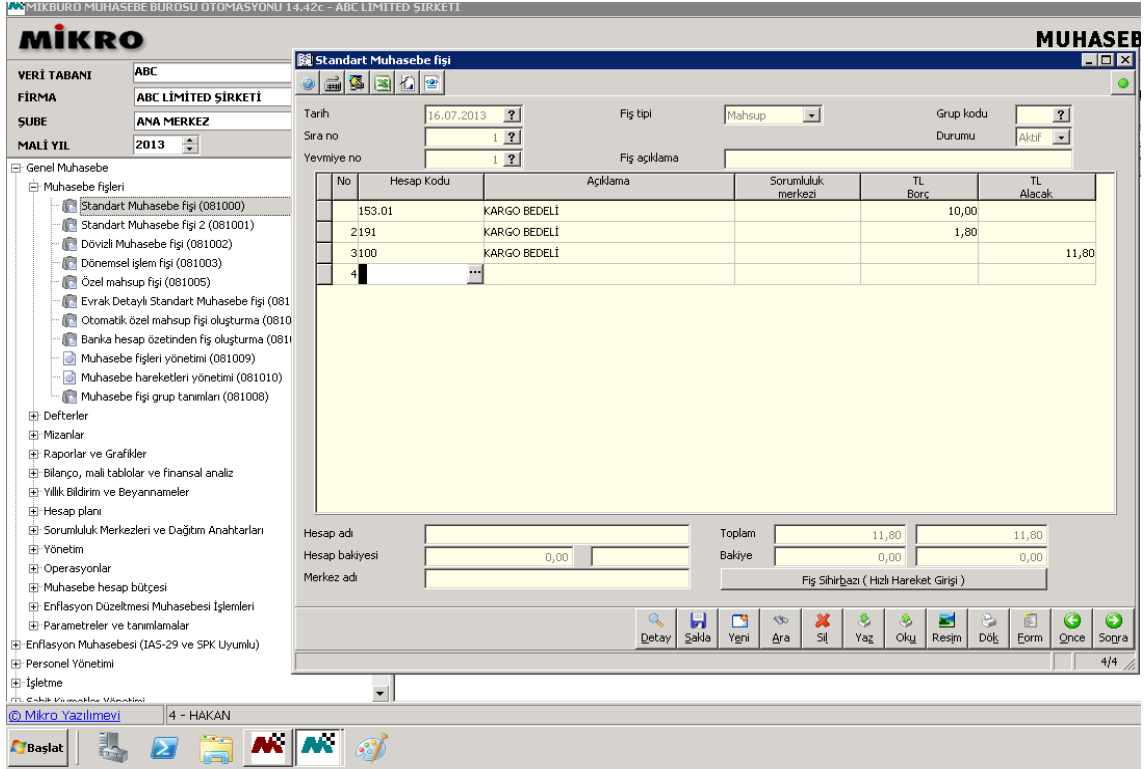 MIKBURO MUHASEBE BUROSU OTOMASYONU 14.42c - ABC LIMITED ŞIRKETI
MİKRO
MUHASEB
VERİ TABANI ABC
FİRMA ABC LİMİTED ŞİRKETİ
ŞUBE ANA MERKEZ
MALİ YIL 2013
Genel Muhasebe
Muhasebe fişleri
Standart Muhasebe fişi (081000)
Standart Muhasebe fişi 2 (081001)
Dövizli Muhasebe fişi (081002)
Dönemsel işlem fişi (081003)
Özel mahsup fişi (081005)
Evrak Detaylı Standart Muhasebe fişi (081
Otomatik özel mahsup fişi oluşturma (0810
Banka hesap özetinden fiş oluşturma (081
Muhasebe fişleri yönetimi (081009)
Muhasebe hareketleri yönetimi (081010)
Muhasebe fişi grup tanımları (081008)
Defterler
Mizanlar
Raporlar ve Grafikler
Bilanço, mali tablolar ve finansal analiz
Yıllık Bildirim ve Beyannameler
Hesap planı
Sorumluluk Merkezleri ve Dağıtım Anahtarları
Yönetim
Operasyonlar
Muhasebe hesap bütçesi
Enflasyon Düzeltmesi Muhasebesi İşlemleri
Parametreler ve tanımlamalar
Enflasyon Muhasebesi (IAS-29 ve SPK Uyumlu)
Personel Yönetimi
İşletme
Standart Muhasebe fişi
Tarih 16.07.2013 ? Fiş tipi Mahsup Grup kodu ?
Sıra no 1 ? Durumu Aktif
Yevmiye no 1 ? Fiş açıklama
No Hesap Kodu Açıklama Sorumluluk merkezi TL Borç TL Alacak
153.01 KARGO BEDELİ 10,00
2 191 KARGO BEDELİ 1,80
3 100 KARGO BEDELİ 11,80
4 ...
Hesap adı Toplam 11,80 11,80
Hesap bakiyesi 0,00 Bakiye 0,00 0,00
Merkez adı Fiş Sihirbazı ( Hızlı Hareket Girişi )
Detay Sakla Yeni Ara Sil Yaz Oku Resim Dök Form Önce Sonra
4/4
© Mikro Yazılımevi 4 - HAKAN
Başlat